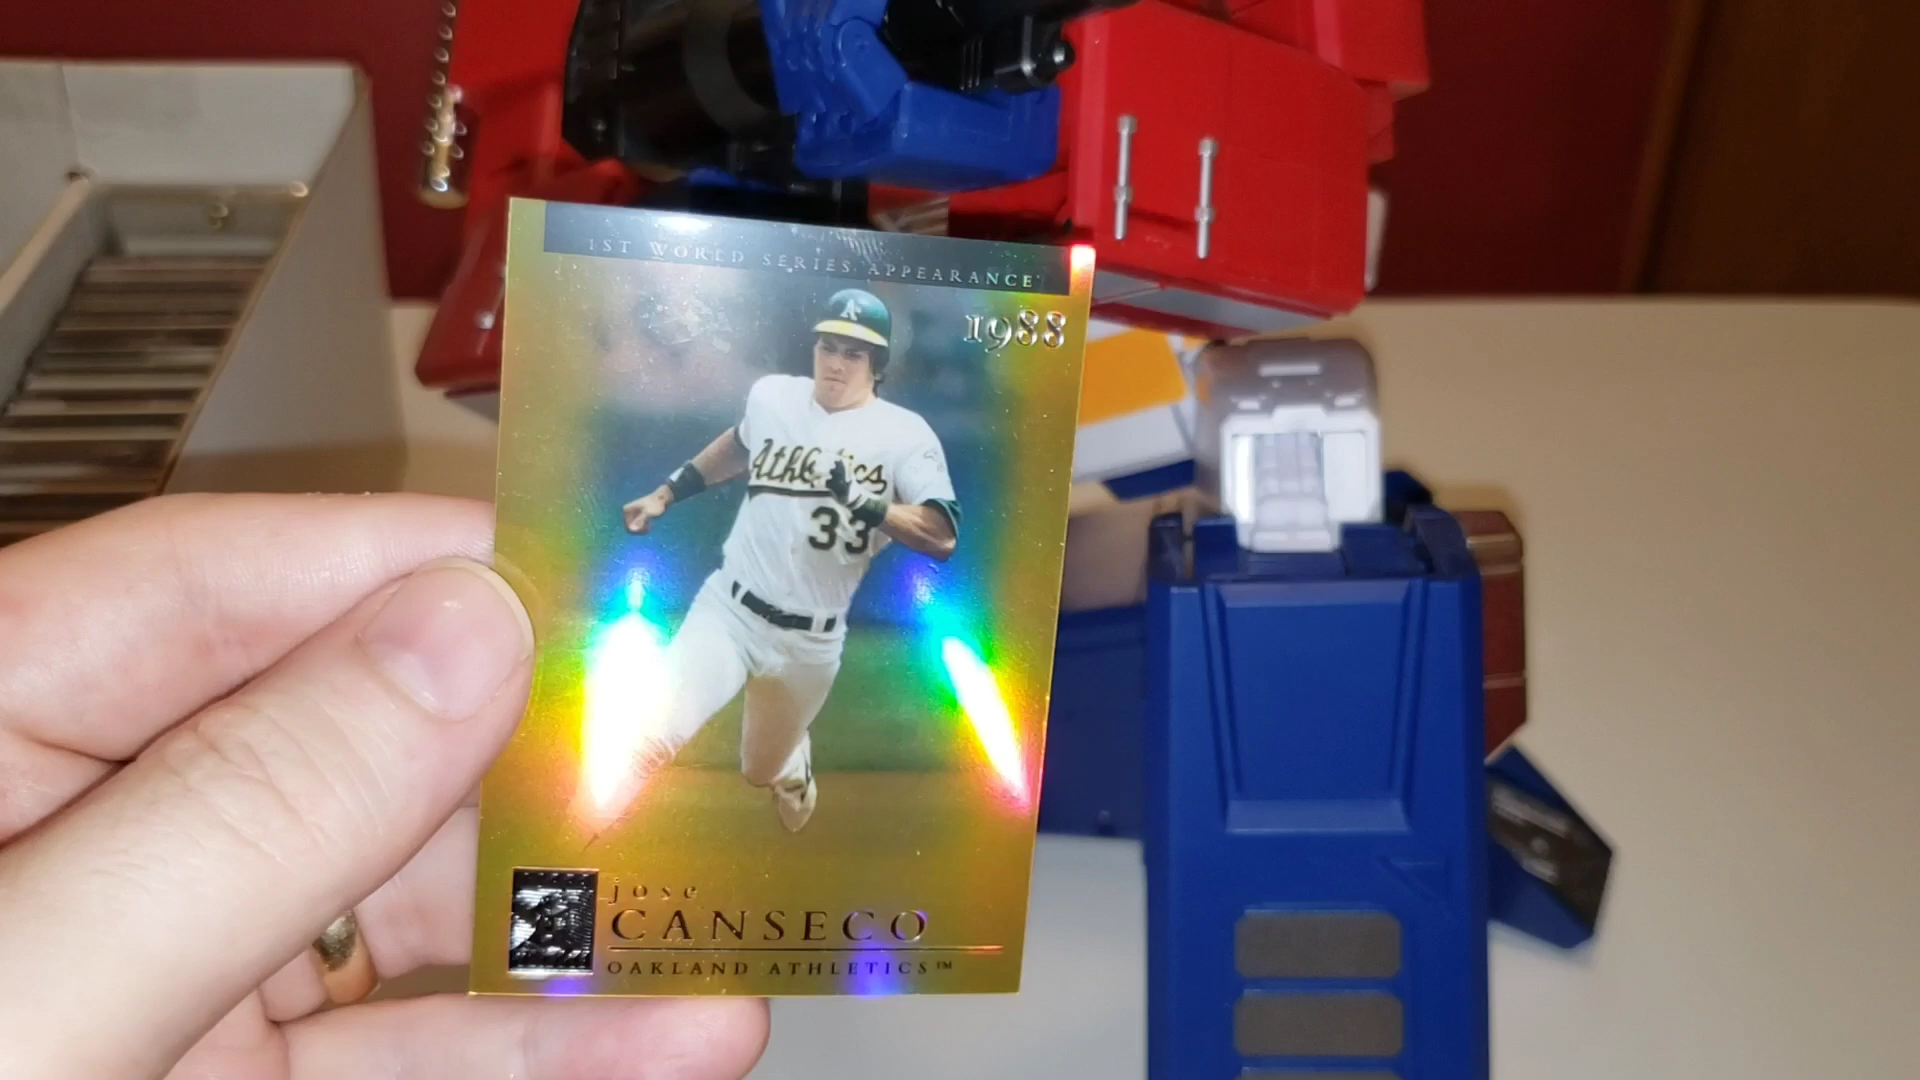 1ST WORLD SERIES APPEARANCE
1988
A's
Athletics
33
jose
CANSECO
OAKLAND ATHLETICS™